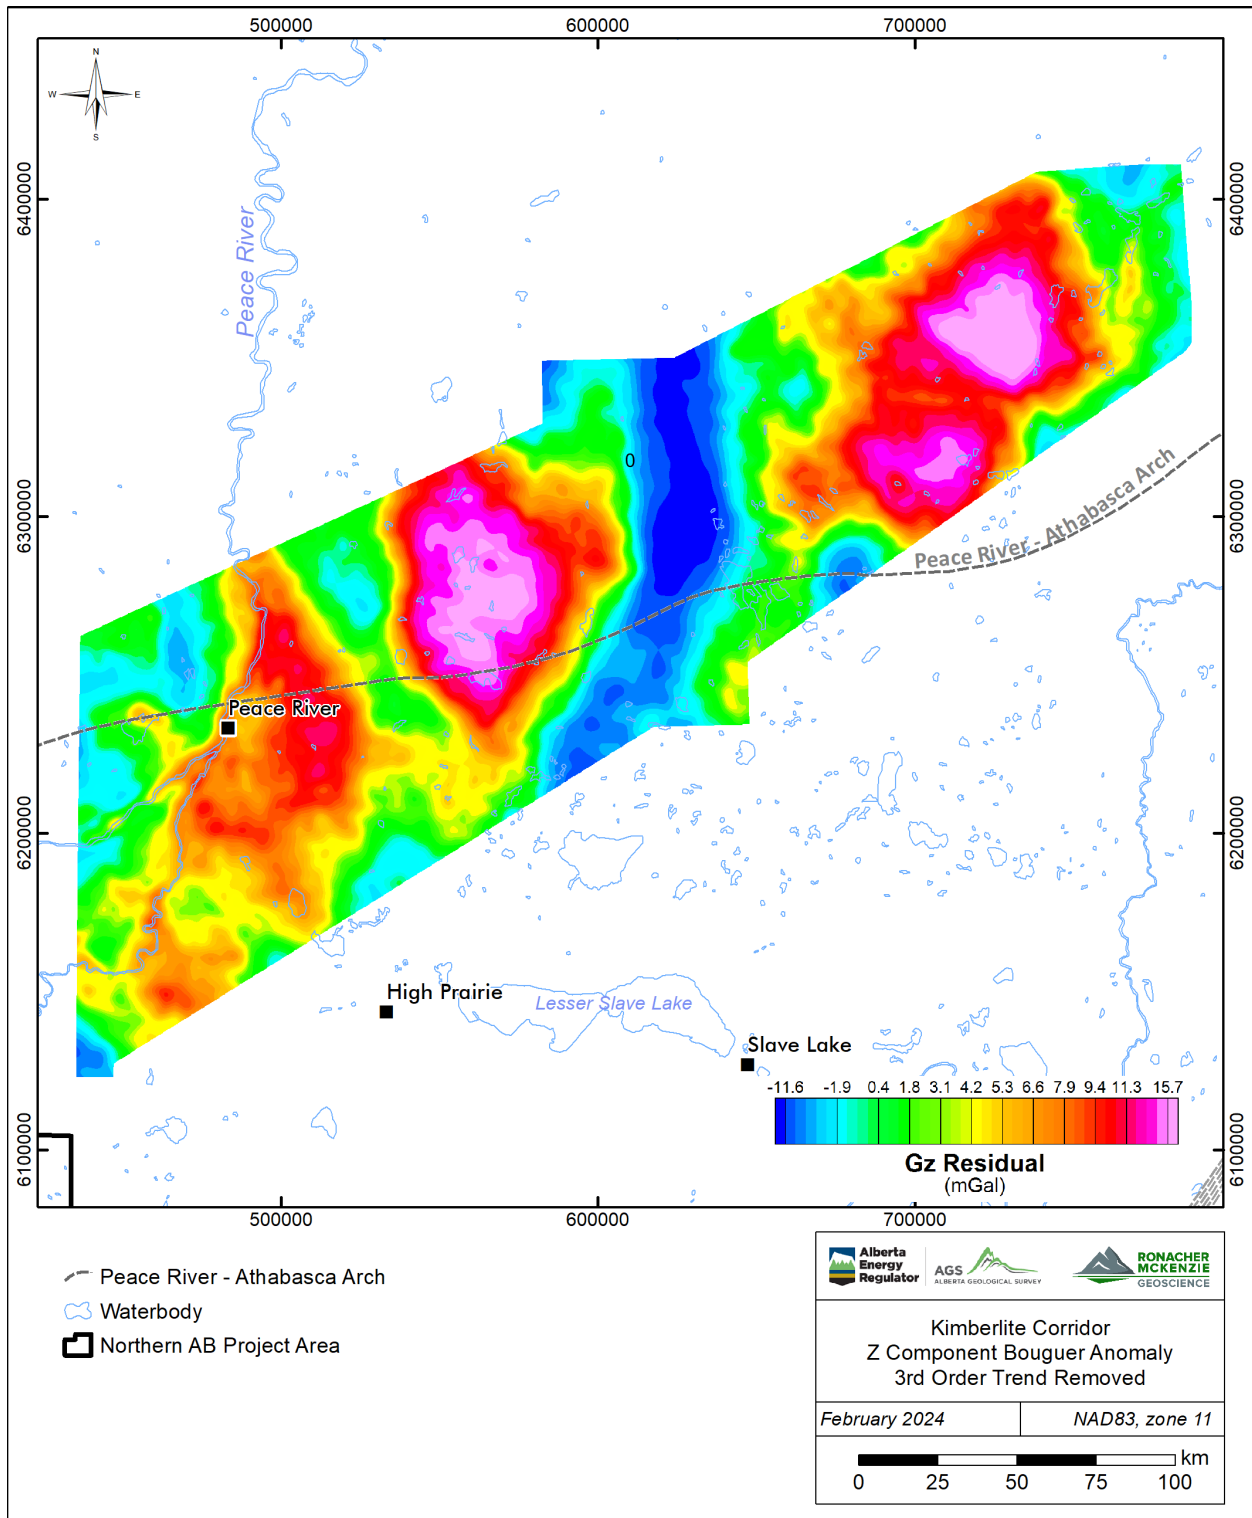 500000
600000
700000
N
W
E
S
6400000
6400000
Peace River
0
6300000
6300000
Peace River - Athabasca Arch
Peace River
6200000
6200000
High Prairie
Lesser Slave Lake
Slave Lake
-11.6 -1.9 0.4 1.8 3.1 4.2 5.3 6.6 7.9 9.4 11.3 15.7
Gz Residual
(mGal)
6100000
6100000
500000
600000
700000
Peace River - Athabasca Arch
Waterbody
Northern AB Project Area
Alberta
Energy
Regulator
AGS
ALBERTA GEOLOGICAL SURVEY
RONACHER
MCKENZIE
GEOSCIENCE
Kimberlite Corridor
Z Component Bouguer Anomaly
3rd Order Trend Removed
February 2024
NAD83, zone 11
km
0 25 50 75 100